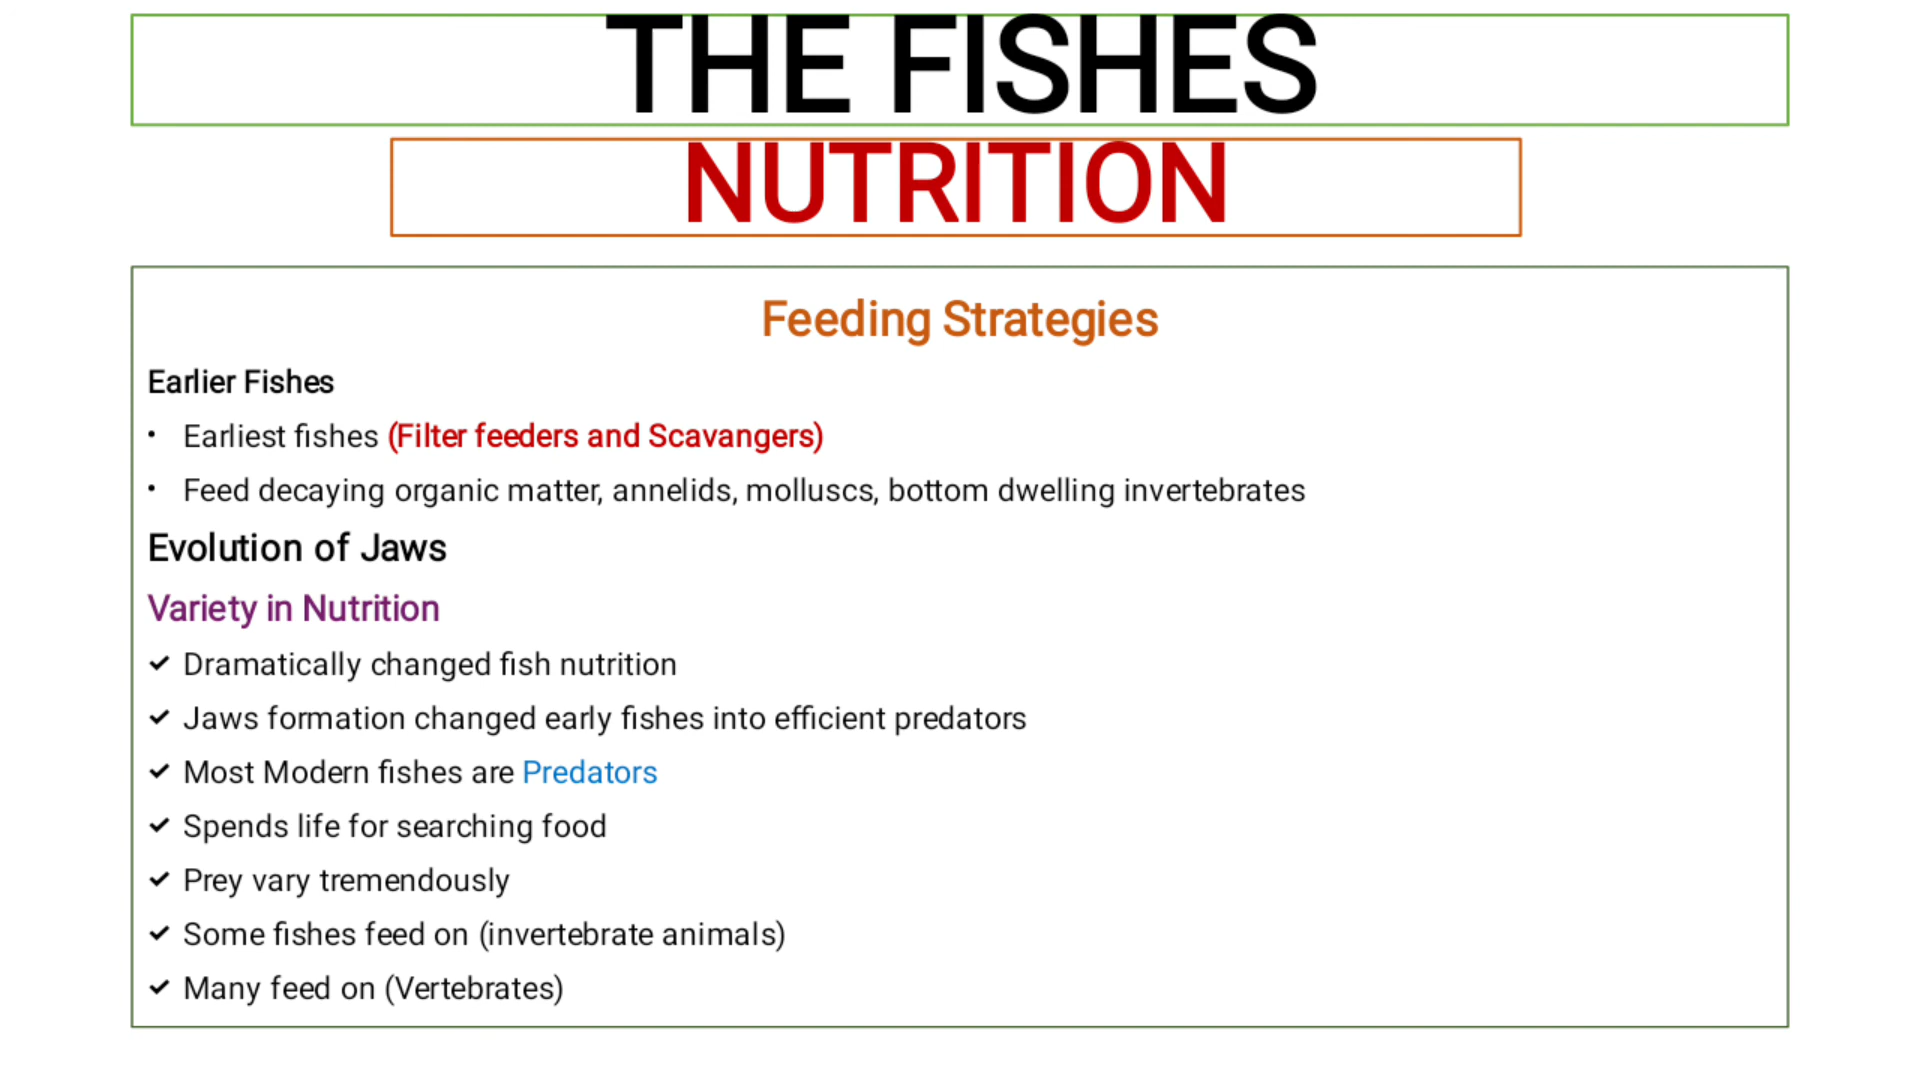 THE FISHES
NUTRITION
Feeding Strategies
Earlier Fishes
• Earliest fishes (Filter feeders and Scavangers)
• Feed decaying organic matter, annelids, molluscs, bottom dwelling invertebrates
Evolution of Jaws
Variety in Nutrition
✓ Dramatically changed fish nutrition
✓ Jaws formation changed early fishes into efficient predators
✓ Most Modern fishes are Predators
✓ Spends life for searching food
✓ Prey vary tremendously
✓ Some fishes feed on (invertebrate animals)
✓ Many feed on (Vertebrates)